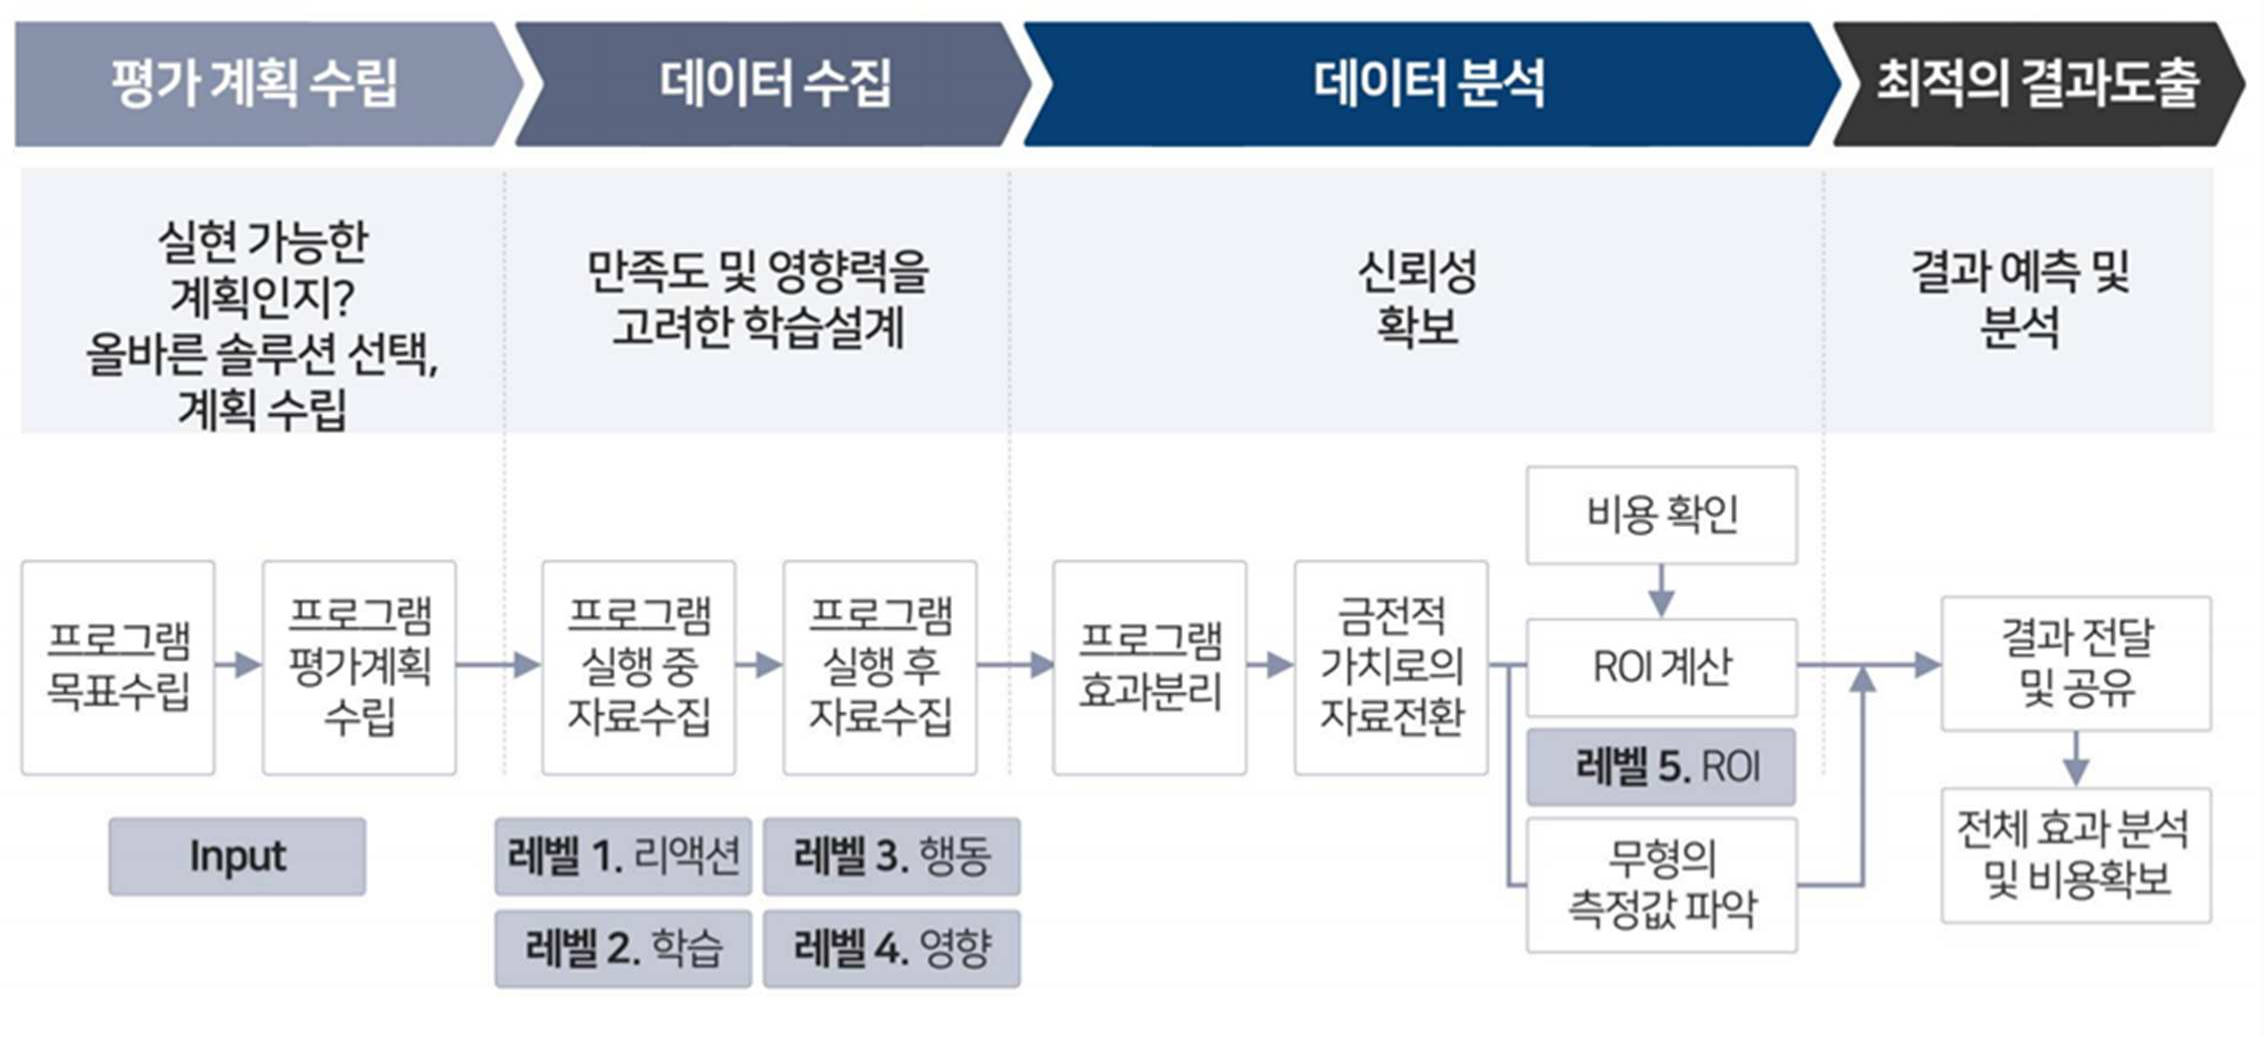 평가 계획 수립
데이터 수집
데이터 분석
최적의 결과도출
실현 가능한
계획인지?
올바른 솔루션 선택,
계획 수립
만족도 및 영향력을
고려한 학습설계
신뢰성
확보
결과 예측 및
분석
프로그램
목표수립
프로그램
평가계획
수립
프로그램
실행 중
자료수집
프로그램
실행 후
자료수집
프로그램
효과분리
금전적
가치로의
자료전환
비용 확인
ROI 계산
레벨 5. ROI
무형의
측정값 파악
결과 전달
및 공유
전체 효과 분석
및 비용확보
Input
레벨 1. 리액션
레벨 2. 학습
레벨 3. 행동
레벨 4. 영향